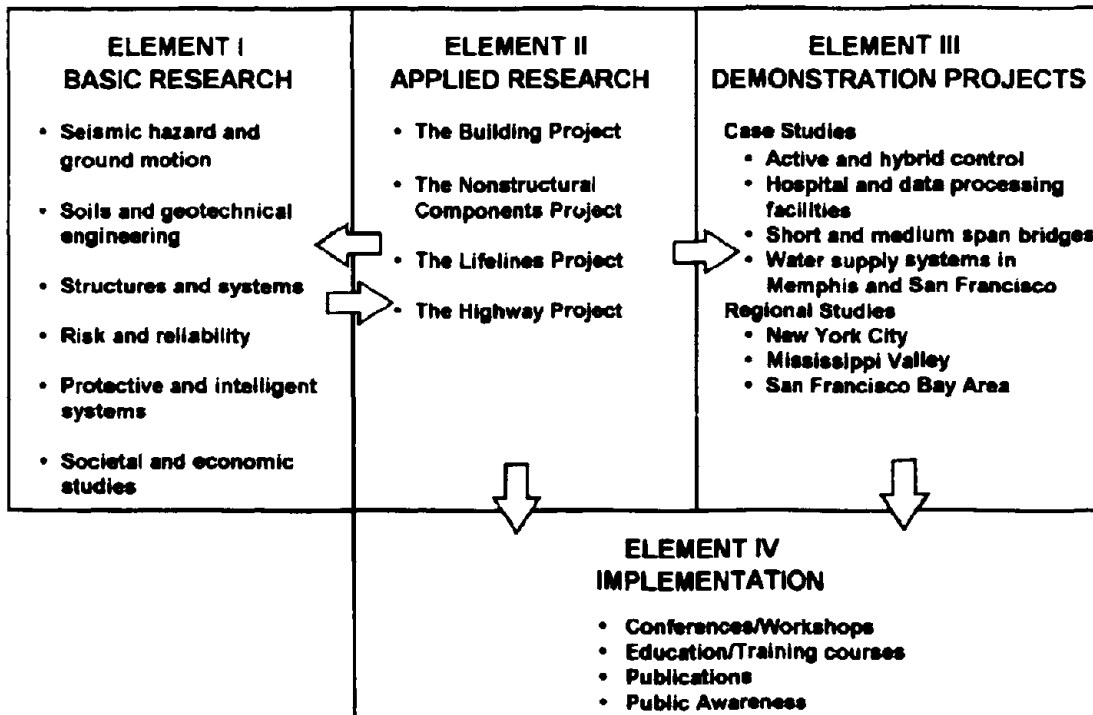 ELEMENT I
BASIC RESEARCH
• Seismic hazard and
ground motion
• Soils and geotechnical
engineering
• Structures and systems
• Risk and reliability
• Protective and intelligent
systems
• Societal and economic
studies
ELEMENT II
APPLIED RESEARCH
• The Building Project
• The Nonstructural
Components Project
• The Lifelines Project
• The Highway Project
ELEMENT III
DEMONSTRATION PROJECTS
Case Studies
• Active and hybrid control
• Hospital and data processing
facilities
• Short and medium span bridges
• Water supply systems in
Memphis and San Francisco
Regional Studies
• New York City
• Mississippi Valley
• San Francisco Bay Area
ELEMENT IV
IMPLEMENTATION
• Conferences/Workshops
• Education/Training courses
• Publications
• Public Awareness